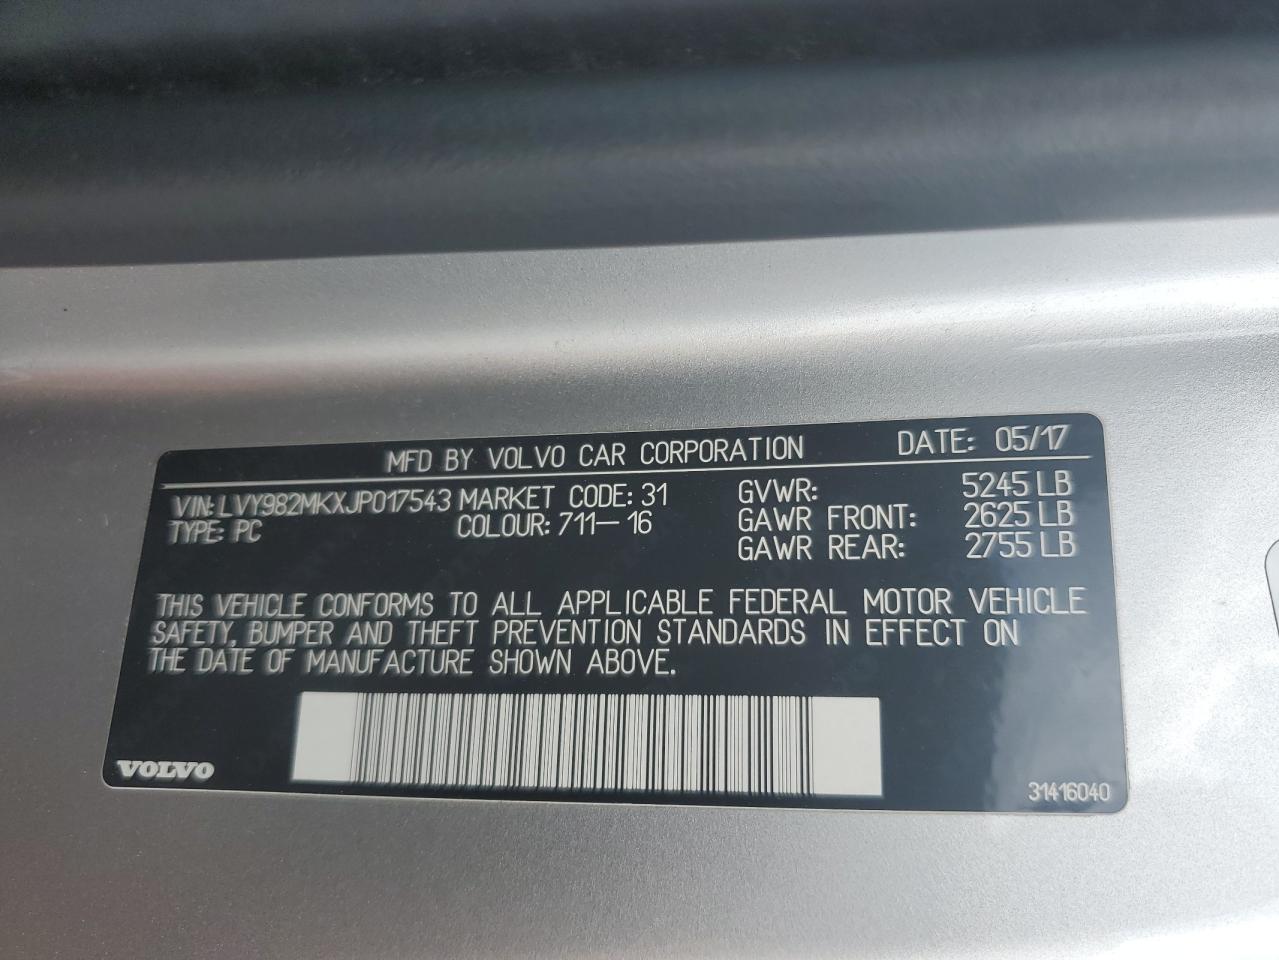 MFD BY VOLVO CAR CORPORATION DATE: 05/17
VIN: LVY982MKXJP017543 MARKET CODE: 31 GVWR: 5245 LB
TYPE: PC COLOUR: 711-16 GAWR FRONT: 2625 LB
GAWR REAR: 2755 LB
THIS VEHICLE CONFORMS TO ALL APPLICABLE FEDERAL MOTOR VEHICLE
SAFETY, BUMPER AND THEFT PREVENTION STANDARDS IN EFFECT ON
THE DATE OF MANUFACTURE SHOWN ABOVE.
VOLVO
31416040